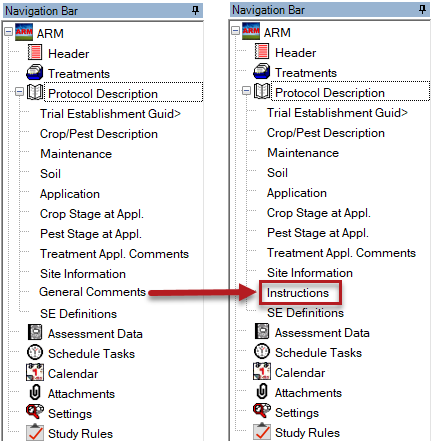 Navigation Bar
ARM
Header
Treatments
Protocol Description
Trial Establishment Guid>
Crop/Pest Description
Maintenance
Soil
Application
Crop Stage at Appl.
Pest Stage at Appl.
Treatment Appl. Comments
Site Information
General Comments
SE Definitions
Assessment Data
Schedule Tasks
Calendar
Attachments
Settings
Study Rules
Navigation Bar
ARM
Header
Treatments
Protocol Description
Trial Establishment Guid>
Crop/Pest Description
Maintenance
Soil
Application
Crop Stage at Appl.
Pest Stage at Appl.
Treatment Appl. Comments
Site Information
Instructions
SE Definitions
Assessment Data
Schedule Tasks
Calendar
Attachments
Settings
Study Rules